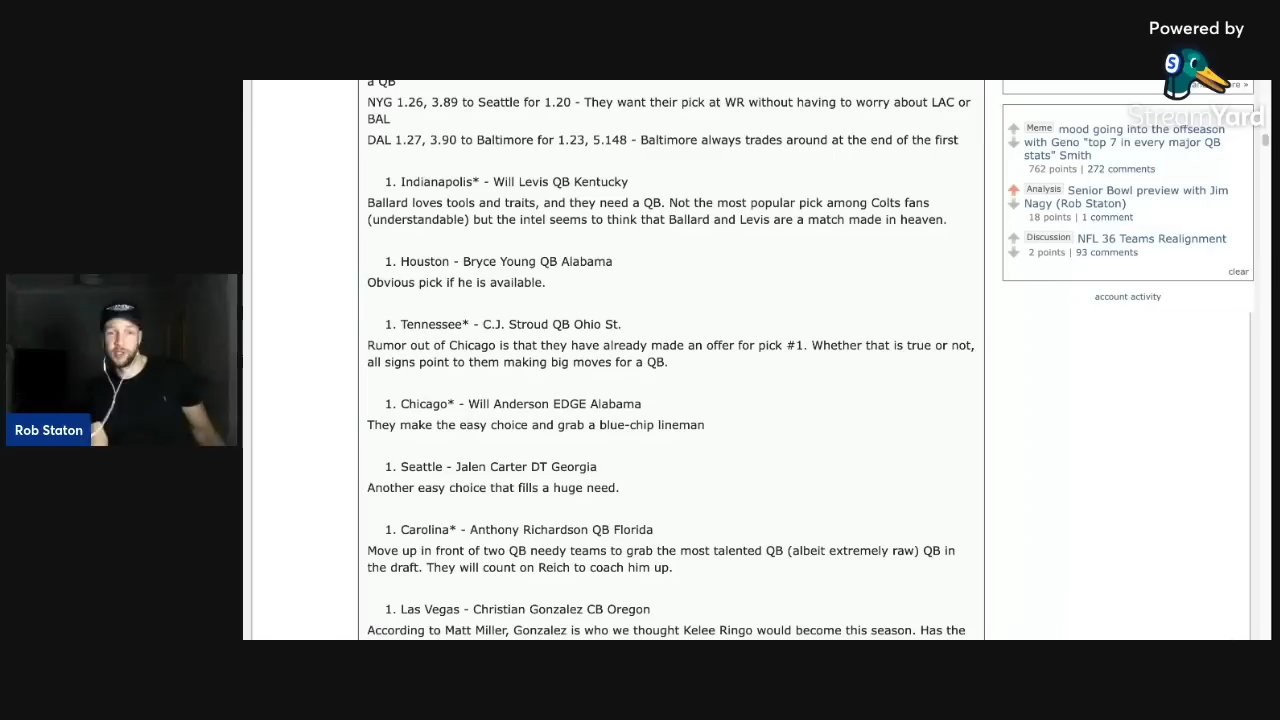 Powered by
StreamYard
a QB
NYG 1.26, 3.89 to Seattle for 1.20 - They want their pick at WR without having to worry about LAC or
BAL
DAL 1.27, 3.90 to Baltimore for 1.23, 5.148 - Baltimore always trades around at the end of the first
1. Indianapolis* - Will Levis QB Kentucky
Ballard loves tools and traits, and they need a QB. Not the most popular pick among Colts fans
(understandable) but the intel seems to think that Ballard and Levis are a match made in heaven.
1. Houston - Bryce Young QB Alabama
Obvious pick if he is available.
1. Tennessee* - C.J. Stroud QB Ohio St.
Rumor out of Chicago is that they have already made an offer for pick #1. Whether that is true or not,
all signs point to them making big moves for a QB.
1. Chicago* - Will Anderson EDGE Alabama
They make the easy choice and grab a blue-chip lineman
1. Seattle - Jalen Carter DT Georgia
Another easy choice that fills a huge need.
1. Carolina* - Anthony Richardson QB Florida
Move up in front of two QB needy teams to grab the most talented QB (albeit extremely raw) QB in
the draft. They will count on Reich to coach him up.
1. Las Vegas - Christian Gonzalez CB Oregon
According to Matt Miller, Gonzalez is who we thought Kelee Ringo would become this season. Has the
Meme mood going into the offseason
with Geno "top 7 in every major QB
stats" Smith
762 points | 272 comments
Analysis Senior Bowl preview with Jim
Nagy (Rob Staton)
18 points | 1 comment
Discussion NFL 36 Teams Realignment
2 points | 93 comments
clear
account activity
Rob Staton